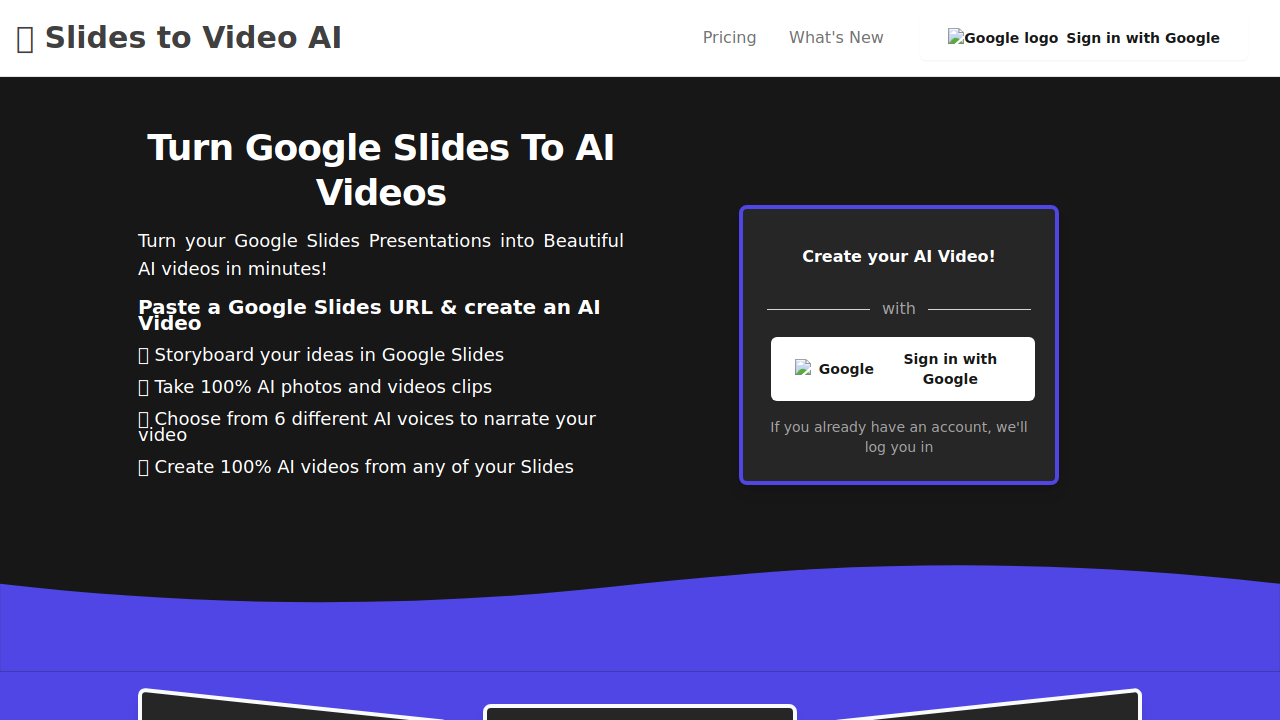 Slides to Video AI
Pricing
What's New
Google logo Sign in with Google
Turn Google Slides To AI
Videos
Turn your Google Slides Presentations into Beautiful
AI videos in minutes!
Paste a Google Slides URL & create an AI
Video
Storyboard your ideas in Google Slides
Take 100% AI photos and videos clips
Choose from 6 different AI voices to narrate your
video
Create 100% AI videos from any of your Slides
Create your AI Video!
with
Google
Sign in with
Google
If you already have an account, we'll
log you in